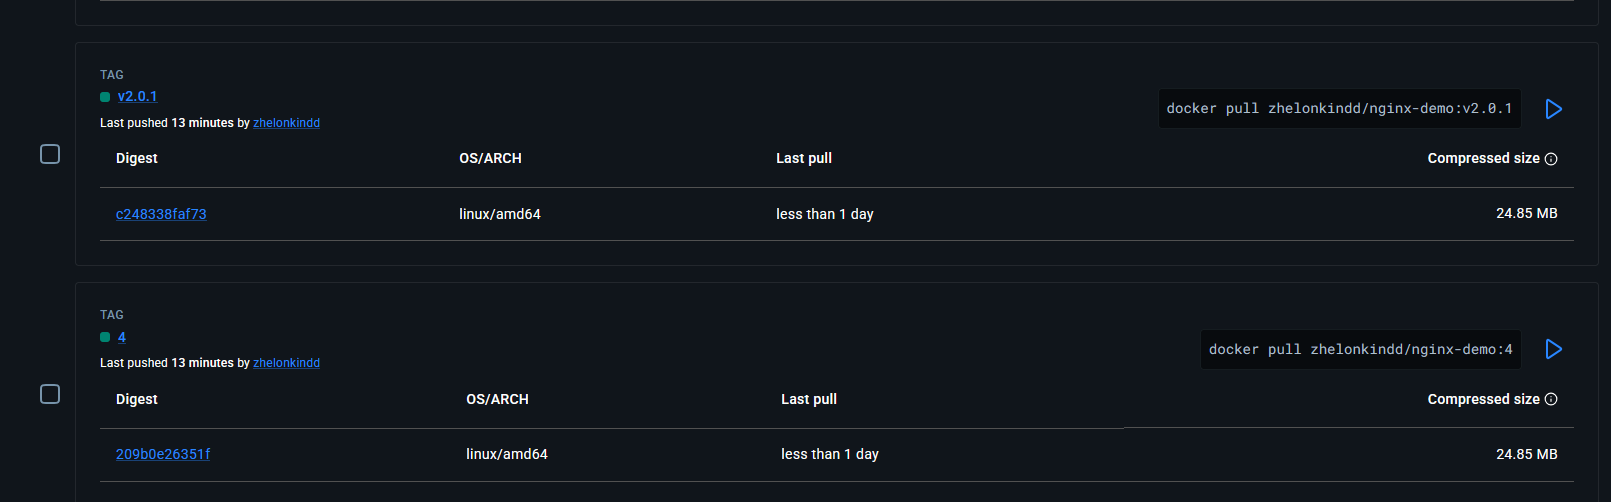 TAG
v2.0.1
Last pushed 13 minutes by zhelonkindd
docker pull zhelonkindd/nginx-demo:v2.0.1
Digest OS/ARCH Last pull Compressed size
c248338faf73 linux/amd64 less than 1 day 24.85 MB
TAG
4
Last pushed 13 minutes by zhelonkindd
docker pull zhelonkindd/nginx-demo:4
Digest OS/ARCH Last pull Compressed size
209b0e26351f linux/amd64 less than 1 day 24.85 MB